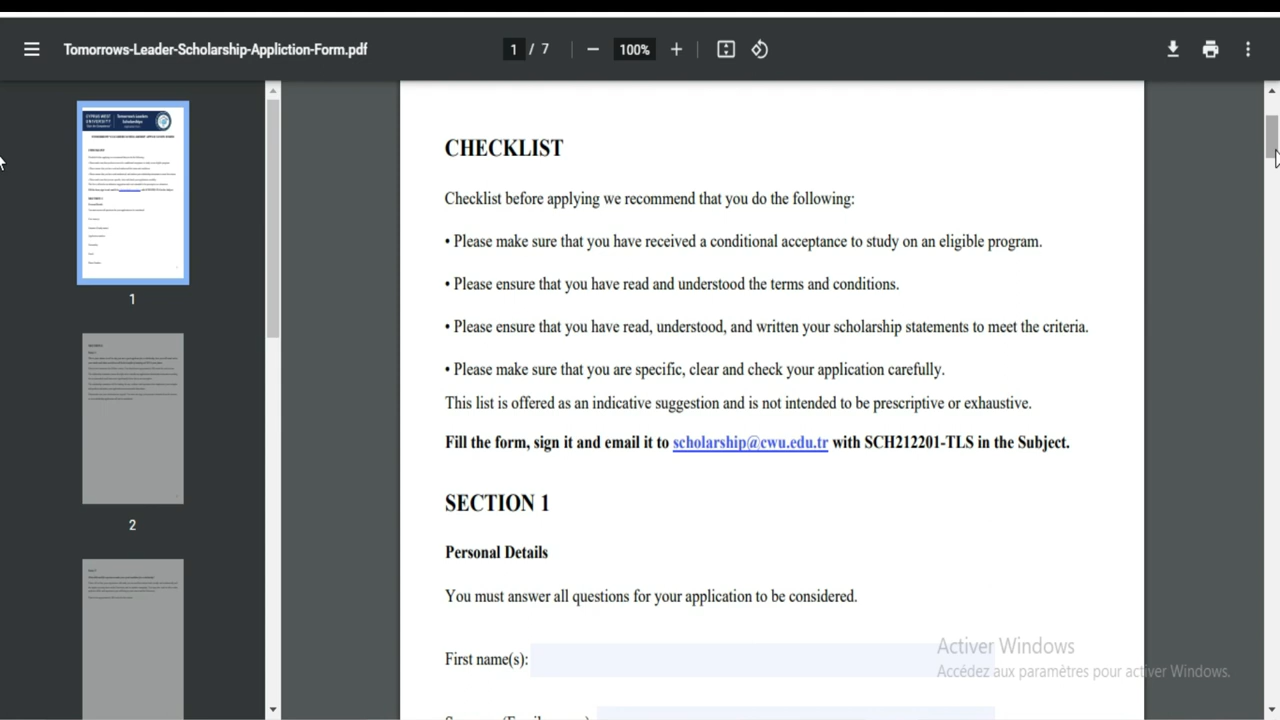 Tomorrows-Leader-Scholarship-Appliction-Form.pdf
1 / 7
100%
CYPRUS WEST
UNIVERSITY
Tomorrow's Leaders
Scholarships
1
2
CHECKLIST
Checklist before applying we recommend that you do the following:
• Please make sure that you have received a conditional acceptance to study on an eligible program.
• Please ensure that you have read and understood the terms and conditions.
• Please ensure that you have read, understood, and written your scholarship statements to meet the criteria.
• Please make sure that you are specific, clear and check your application carefully.
This list is offered as an indicative suggestion and is not intended to be prescriptive or exhaustive.
Fill the form, sign it and email it to scholarship@cwu.edu.tr with SCH212201-TLS in the Subject.
SECTION 1
Personal Details
You must answer all questions for your application to be considered.
First name(s):
Activer Windows
Accédez aux paramètres pour activer Windows.